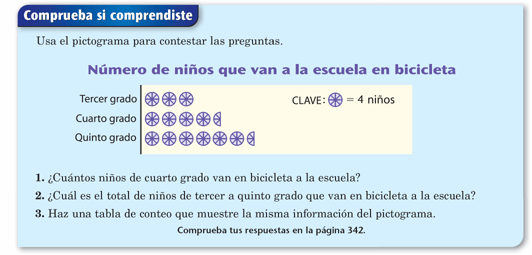 Comprueba si comprendiste
Usa el pictograma para contestar las preguntas.
Número de niños que van a la escuela en bicicleta
Tercer grado
CLAVE: = 4 niños
Cuarto grado
Quinto grado
1. ¿Cuántos niños de cuarto grado van en bicicleta a la escuela?
2. ¿Cuál es el total de niños de tercer a quinto grado que van en bicicleta a la escuela?
3. Haz una tabla de conteo que muestre la misma información del pictograma.
Comprueba tus respuestas en la página 342.